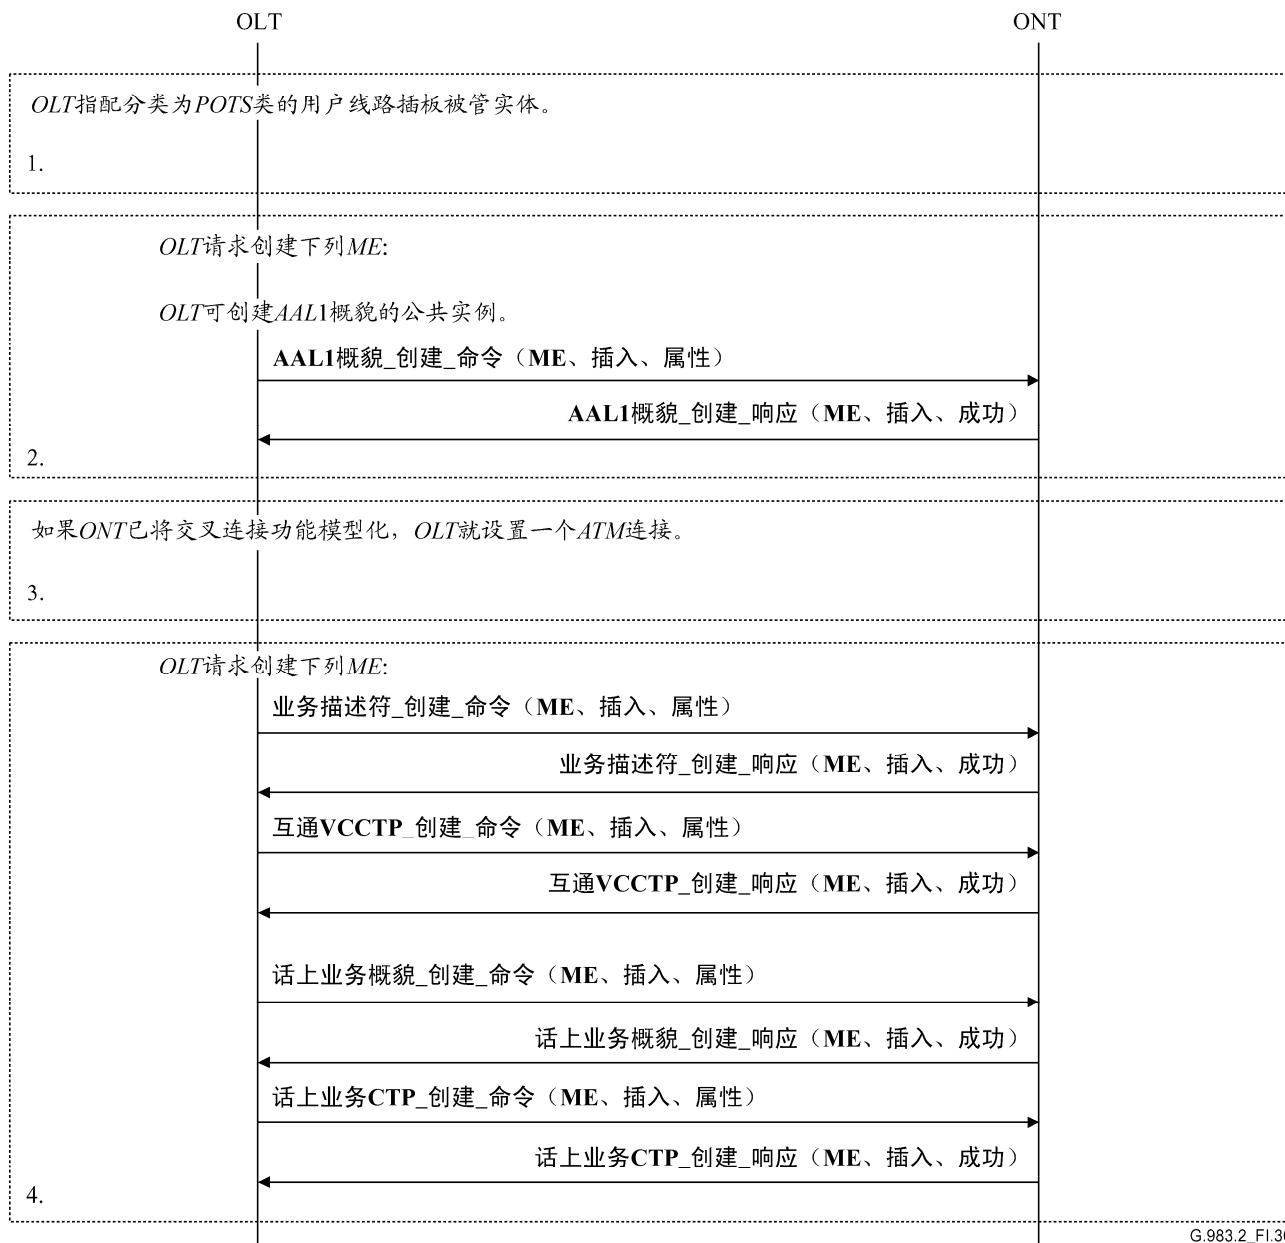 OLT
ONT
OLT指配分类为POTS类的用户线路插板被管实体。
1.
OLT请求创建下列ME:
OLT可创建AAL1概貌的公共实例。
AAL1概貌_创建_命令（ME、插入、属性）
AAL1概貌_创建_响应（ME、插入、成功）
2.
如果ONT已将交叉连接功能模型化，OLT就设置一个ATM连接。
3.
OLT请求创建下列ME:
业务描述符_创建_命令（ME、插入、属性）
业务描述符_创建_响应（ME、插入、成功）
互通VCCTP_创建_命令（ME、插入、属性）
互通VCCTP_创建_响应（ME、插入、成功）
话上业务概貌_创建_命令（ME、插入、属性）
话上业务概貌_创建_响应（ME、插入、成功）
话上业务CTP_创建_命令（ME、插入、属性）
话上业务CTP_创建_响应（ME、插入、成功）
4.